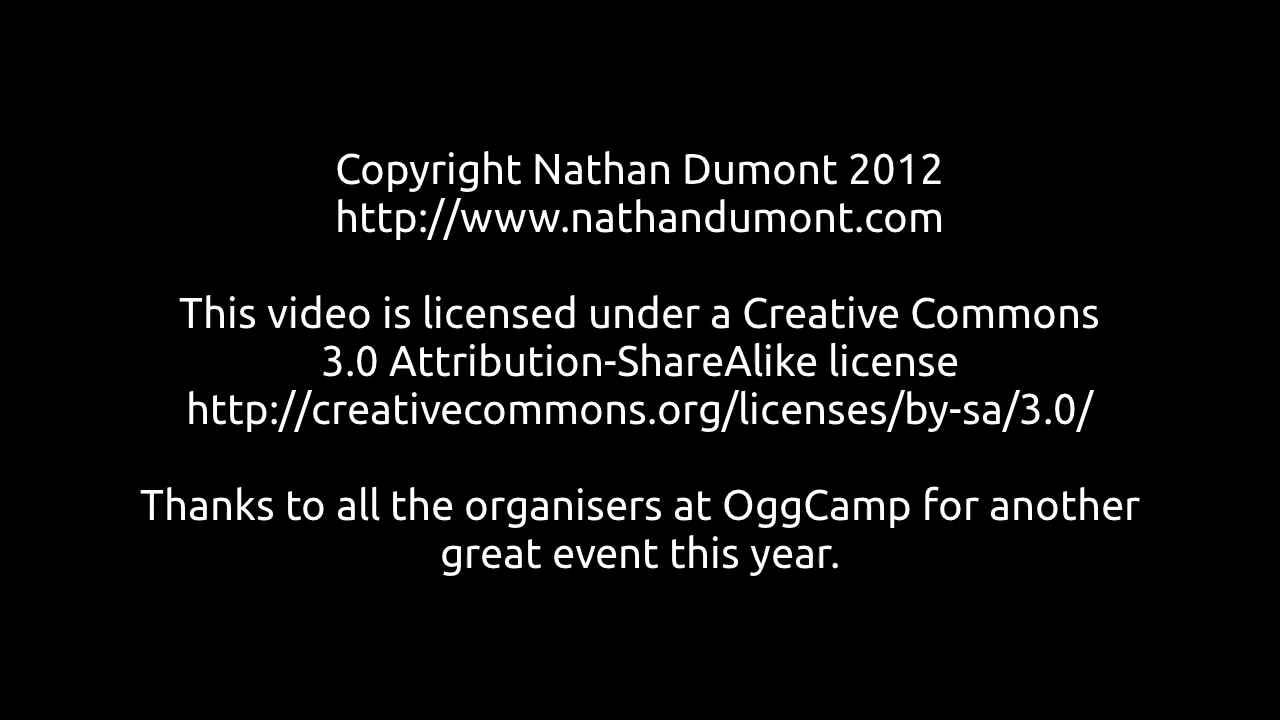 Copyright Nathan Dumont 2012
http://www.nathandumont.com
This video is licensed under a Creative Commons
3.0 Attribution-ShareAlike license
http://creativecommons.org/licenses/by-sa/3.0/
Thanks to all the organisers at OggCamp for another
great event this year.